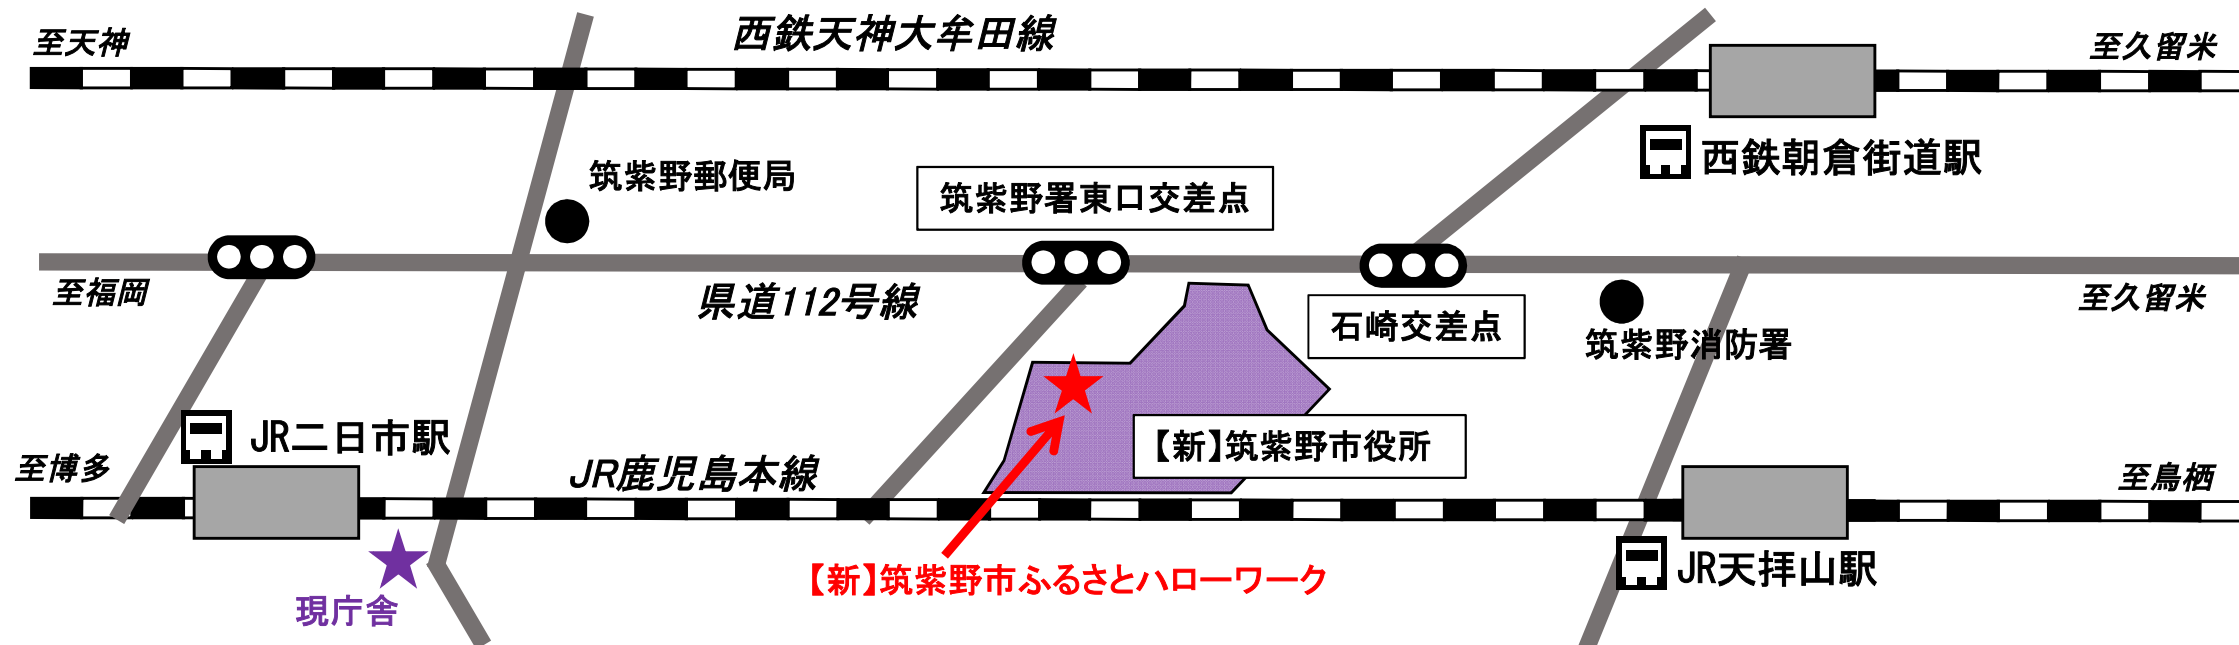 至天神
西鉄天神大牟田線
至久留米
西鉄朝倉街道駅
筑紫野郵便局
筑紫野署東口交差点
至福岡
県道112号線
石崎交差点
至久留米
筑紫野消防署
JR二日市駅
至博多
JR鹿児島本線
【新】筑紫野市役所
至鳥栖
JR天拝山駅
【新】筑紫野市ふるさとハローワーク
現庁舎